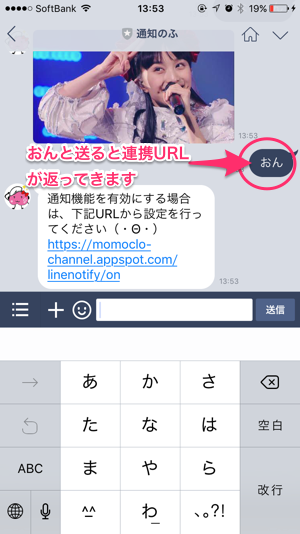 SoftBank 13:53 19%
通知のふ
13:53
おん
おんと送ると連携URL
が返ってきます
通知機能を有効にする場合
は、下記URLから設定を行っ
てください（・Θ・）
https://momoclo-
channel.appspot.com/
linenotify/on
13:53
送信
あ か さ
た な は 空白
ABC ま や ら
改行
^^ わ_ 、。?!